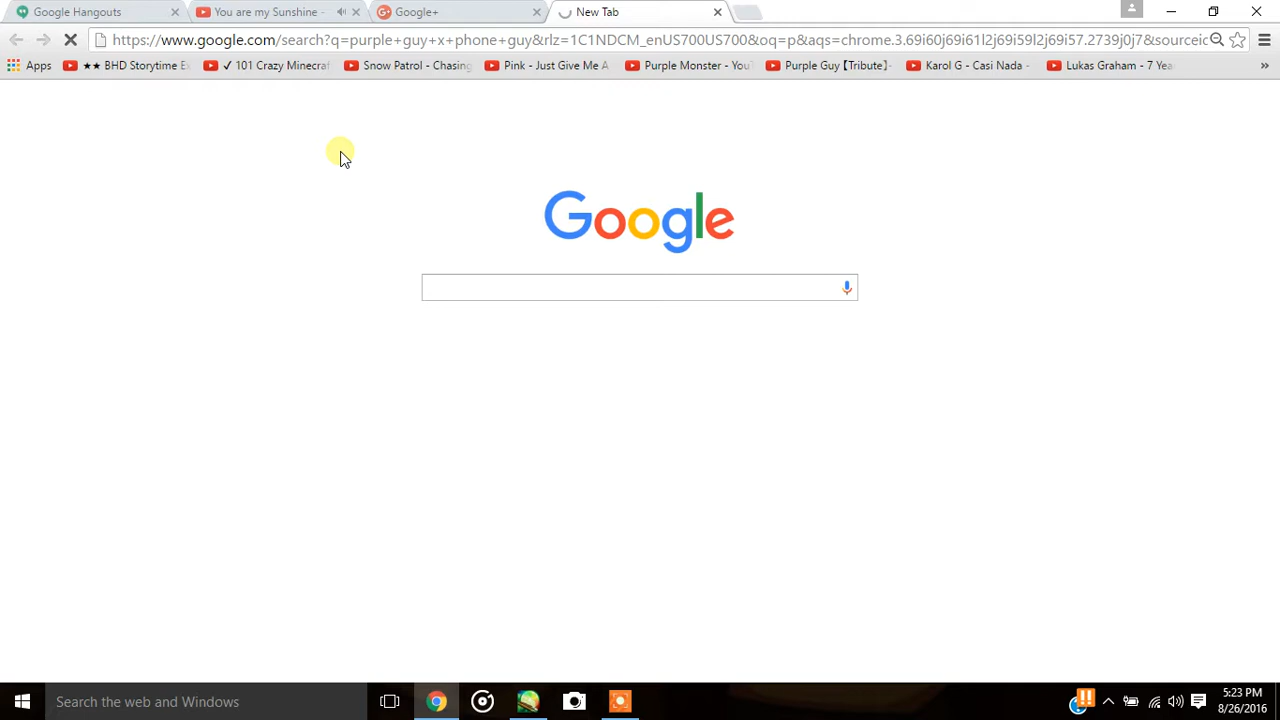 Google Hangouts
You are my Sunshine -
Google+
New Tab
https://www.google.com/search?q=purple+guy+x+phone+guy&rlz=1C1NDCM_enUS700US700&oq=p&aqs=chrome.3.69i60j69i61l2j69i59l2j69i57.2739j0j7&sourceic
Apps
★★ BHD Storytime Ex
✓ 101 Crazy Minecraf
Snow Patrol - Chasing
Pink - Just Give Me A
Purple Monster - You
Purple Guy【Tribute】-
Karol G - Casi Nada -
Lukas Graham - 7 Yea
»
Google
Search the web and Windows
5:23 PM
8/26/2016